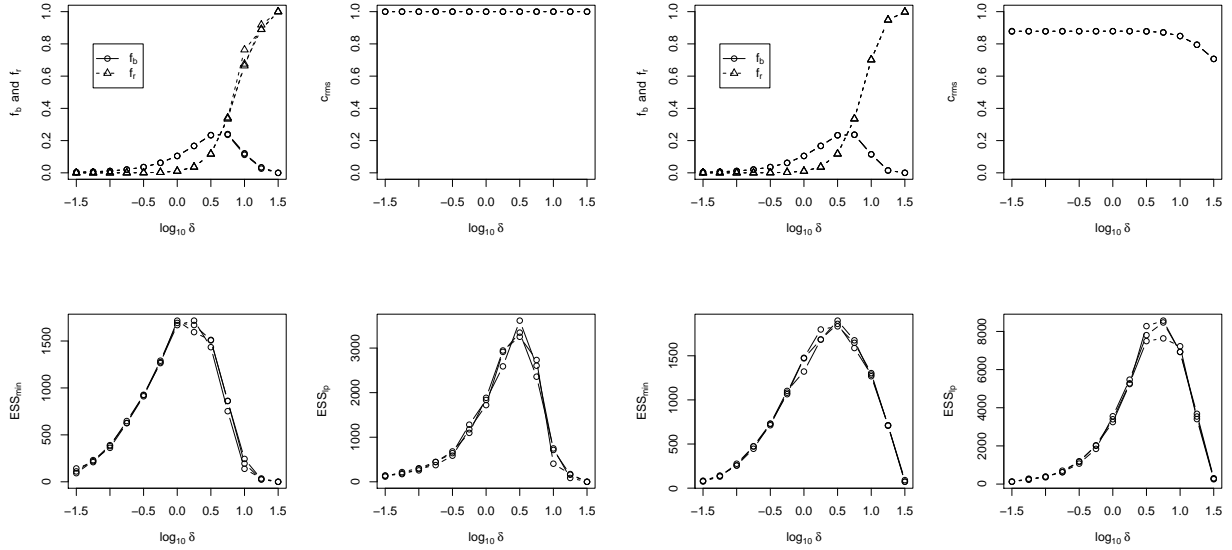 0.0 0.2 0.4 0.6 0.8 1.0
f_b and f_r
f_b
f_r
−1.5 −0.5 0.0 0.5 1.0 1.5
log₁₀ δ
0.0 0.2 0.4 0.6 0.8 1.0
c_rms
−1.5 −0.5 0.0 0.5 1.0 1.5
log₁₀ δ
0.0 0.2 0.4 0.6 0.8 1.0
f_b and f_r
f_b
f_r
−1.5 −0.5 0.0 0.5 1.0 1.5
log₁₀ δ
0.0 0.2 0.4 0.6 0.8 1.0
c_rms
−1.5 −0.5 0.0 0.5 1.0 1.5
log₁₀ δ
0 500 1000 1500
ESS_min
−1.5 −0.5 0.0 0.5 1.0 1.5
log₁₀ δ
0 1000 2000 3000
ESS_lp
−1.5 −0.5 0.0 0.5 1.0 1.5
log₁₀ δ
0 500 1000 1500
ESS_min
−1.5 −0.5 0.0 0.5 1.0 1.5
log₁₀ δ
0 2000 4000 6000 8000
ESS_lp
−1.5 −0.5 0.0 0.5 1.0 1.5
log₁₀ δ